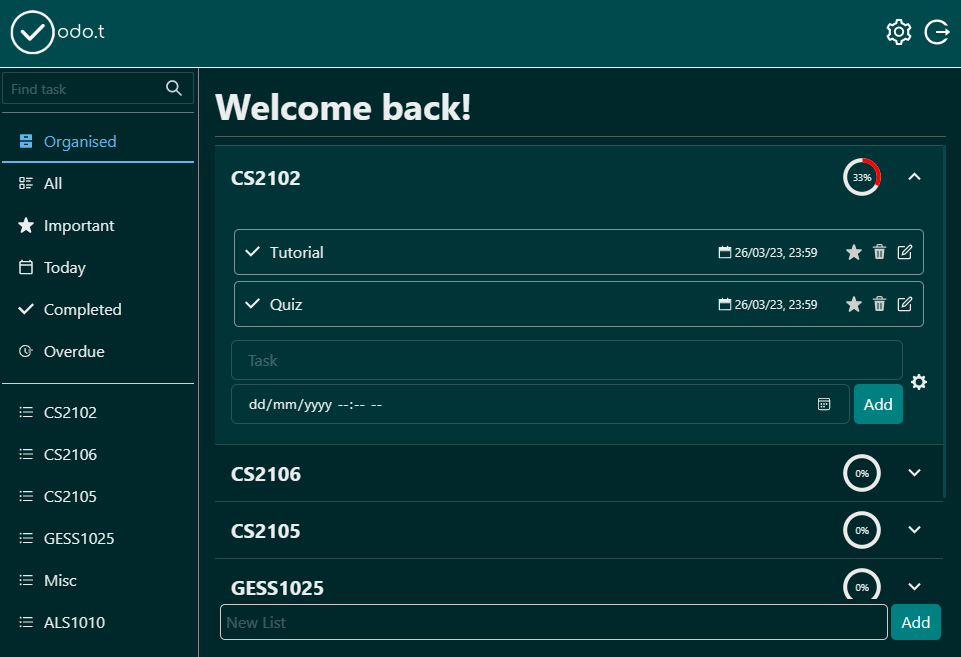 odo.t
Find task
Organised
All
Important
Today
Completed
Overdue
CS2102
CS2106
CS2105
GESS1025
Misc
ALS1010
Welcome back!
CS2102 33%
Tutorial 26/03/23, 23:59
Quiz 26/03/23, 23:59
Task
dd/mm/yyyy --:-- -- Add
CS2106 0%
CS2105 0%
GESS1025 0%
New List Add